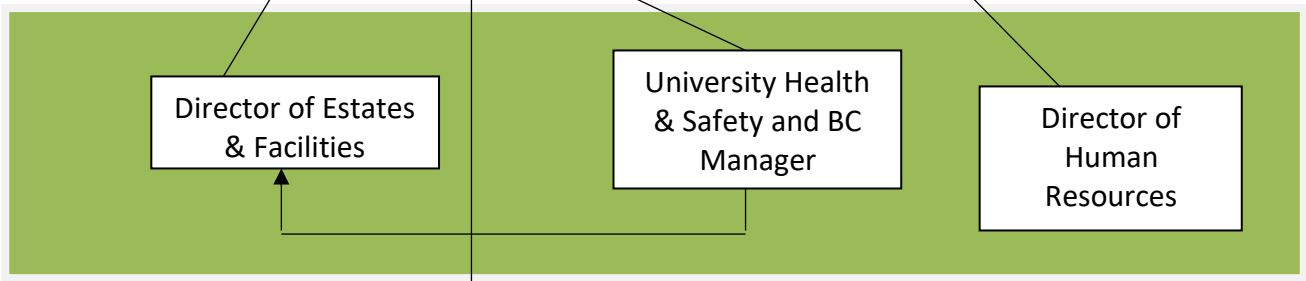 Director of Estates
& Facilities
University Health
& Safety and BC
Manager
Director of
Human
Resources